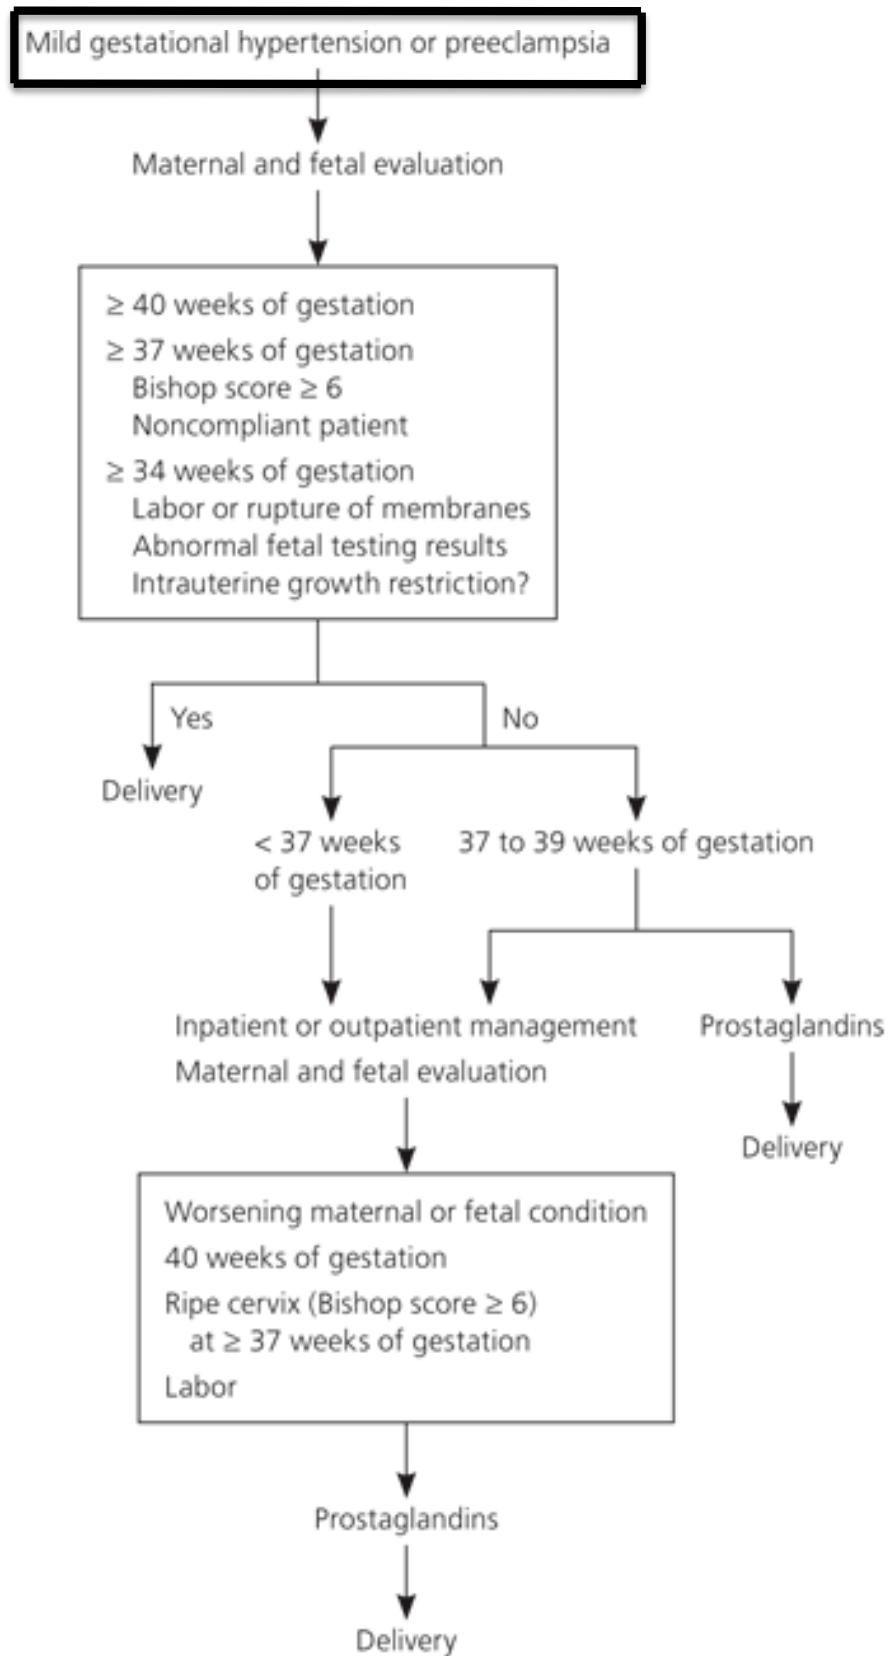 Mild gestational hypertension or preeclampsia
Maternal and fetal evaluation
≥ 40 weeks of gestation
≥ 37 weeks of gestation
Bishop score ≥ 6
Noncompliant patient
≥ 34 weeks of gestation
Labor or rupture of membranes
Abnormal fetal testing results
Intrauterine growth restriction?
Yes
No
Delivery
< 37 weeks
of gestation
37 to 39 weeks of gestation
Inpatient or outpatient management
Maternal and fetal evaluation
Prostaglandins
Delivery
Worsening maternal or fetal condition
40 weeks of gestation
Ripe cervix (Bishop score ≥ 6)
at ≥ 37 weeks of gestation
Labor
Prostaglandins
Delivery